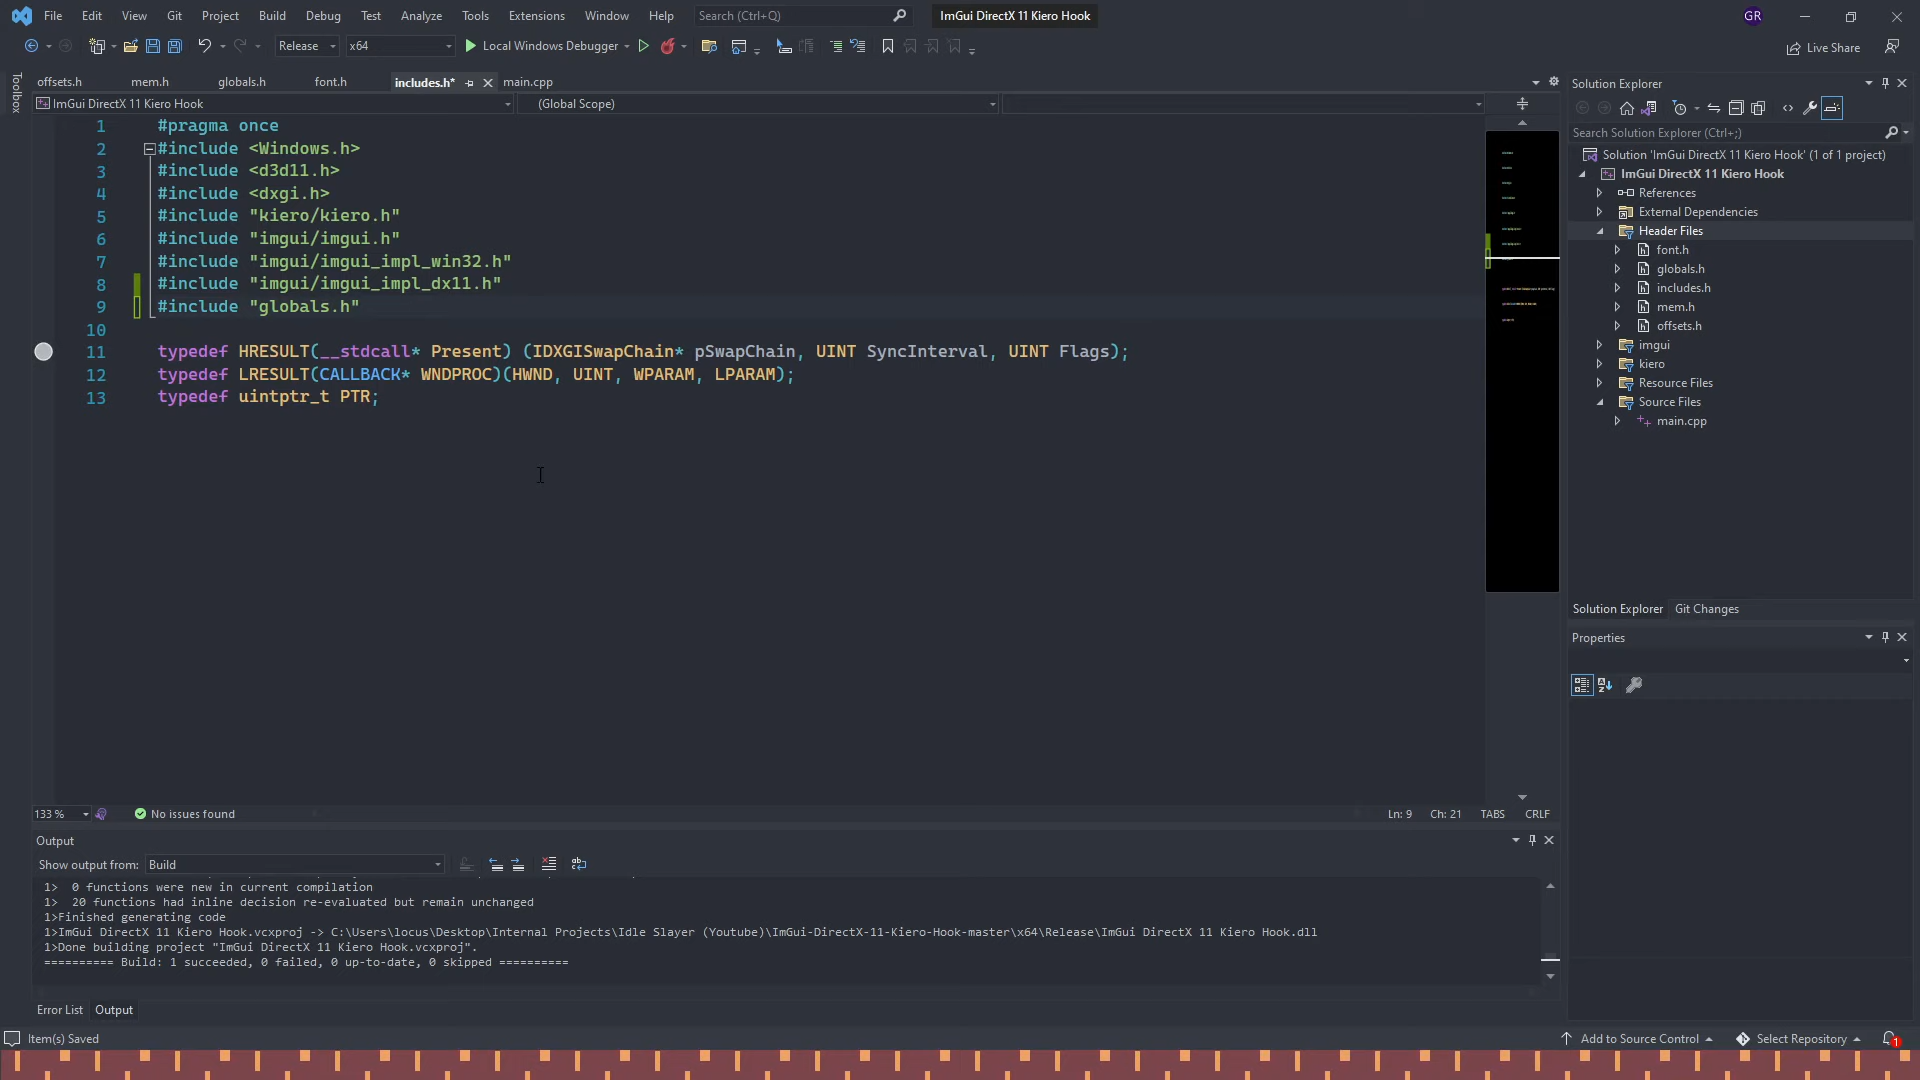 File Edit View Git Project Build Debug Test Analyze Tools Extensions Window Help Search (Ctrl+Q) ImGui DirectX 11 Kiero Hook GR
Release x64 Local Windows Debugger Live Share
Toolbox
offsets.h mem.h globals.h font.h includes.h* main.cpp
ImGui DirectX 11 Kiero Hook (Global Scope)
1 #pragma once
2 #include <Windows.h>
3 #include <d3d11.h>
4 #include <dxgi.h>
5 #include "kiero/kiero.h"
6 #include "imgui/imgui.h"
7 #include "imgui/imgui_impl_win32.h"
8 #include "imgui/imgui_impl_dx11.h"
9 #include "globals.h"
10
11 typedef HRESULT(__stdcall* Present) (IDXGISwapChain* pSwapChain, UINT SyncInterval, UINT Flags);
12 typedef LRESULT(CALLBACK* WNDPROC)(HWND, UINT, WPARAM, LPARAM);
13 typedef uintptr_t PTR;
133 % No issues found Ln: 9 Ch: 21 TABS CRLF
Output
Show output from: Build
1> 0 functions were new in current compilation
1> 20 functions had inline decision re-evaluated but remain unchanged
1>Finished generating code
1>ImGui DirectX 11 Kiero Hook.vcxproj -> C:\Users\locus\Desktop\Internal Projects\Idle Slayer (Youtube)\ImGui-DirectX-11-Kiero-Hook-master\x64\Release\ImGui DirectX 11 Kiero Hook.dll
1>Done building project "ImGui DirectX 11 Kiero Hook.vcxproj".
========== Build: 1 succeeded, 0 failed, 0 up-to-date, 0 skipped ==========
Error List Output
Solution Explorer
Search Solution Explorer (Ctrl+;)
Solution 'ImGui DirectX 11 Kiero Hook' (1 of 1 project)
ImGui DirectX 11 Kiero Hook
References
External Dependencies
Header Files
font.h
globals.h
includes.h
mem.h
offsets.h
imgui
kiero
Resource Files
Source Files
main.cpp
Solution Explorer Git Changes
Properties
Item(s) Saved Add to Source Control Select Repository 1